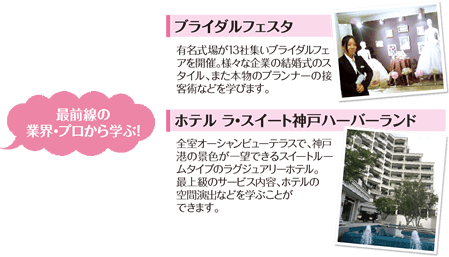 最前線の
業界・プロから学ぶ!
ブライダルフェスタ
有名式場が13社集いブライダルフェ
アを開催。様々な企業の結婚式のス
タイル、また本物のプランナーの接
客術などを学びます。
ホテル ラ・スイート神戸ハーバーランド
全室オーシャンビューテラスで、神戸
港の景色が一望できるスイートルー
ムタイプのラグジュアリーホテル。
最上級のサービス内容、ホテルの
空間演出などを学ぶことが
できます。